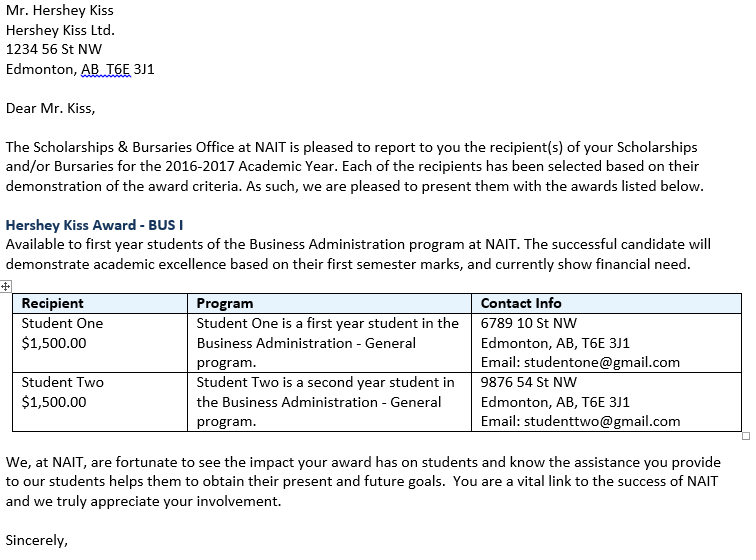 Mr. Hershey Kiss
Hershey Kiss Ltd.
1234 56 St NW
Edmonton, AB  T6E 3J1
Dear Mr. Kiss,
The Scholarships & Bursaries Office at NAIT is pleased to report to you the recipient(s) of your Scholarships
and/or Bursaries for the 2016-2017 Academic Year. Each of the recipients has been selected based on their
demonstration of the award criteria. As such, we are pleased to present them with the awards listed below.
Hershey Kiss Award - BUS I
Available to first year students of the Business Administration program at NAIT. The successful candidate will
demonstrate academic excellence based on their first semester marks, and currently show financial need.
Recipient Program Contact Info
Student One Student One is a first year student in the 6789 10 St NW
$1,500.00 Business Administration - General Edmonton, AB, T6E 3J1
program. Email: studentone@gmail.com
Student Two Student Two is a second year student in 9876 54 St NW
$1,500.00 the Business Administration - General Edmonton, AB, T6E 3J1
program. Email: studenttwo@gmail.com
We, at NAIT, are fortunate to see the impact your award has on students and know the assistance you provide
to our students helps them to obtain their present and future goals.  You are a vital link to the success of NAIT
and we truly appreciate your involvement.
Sincerely,